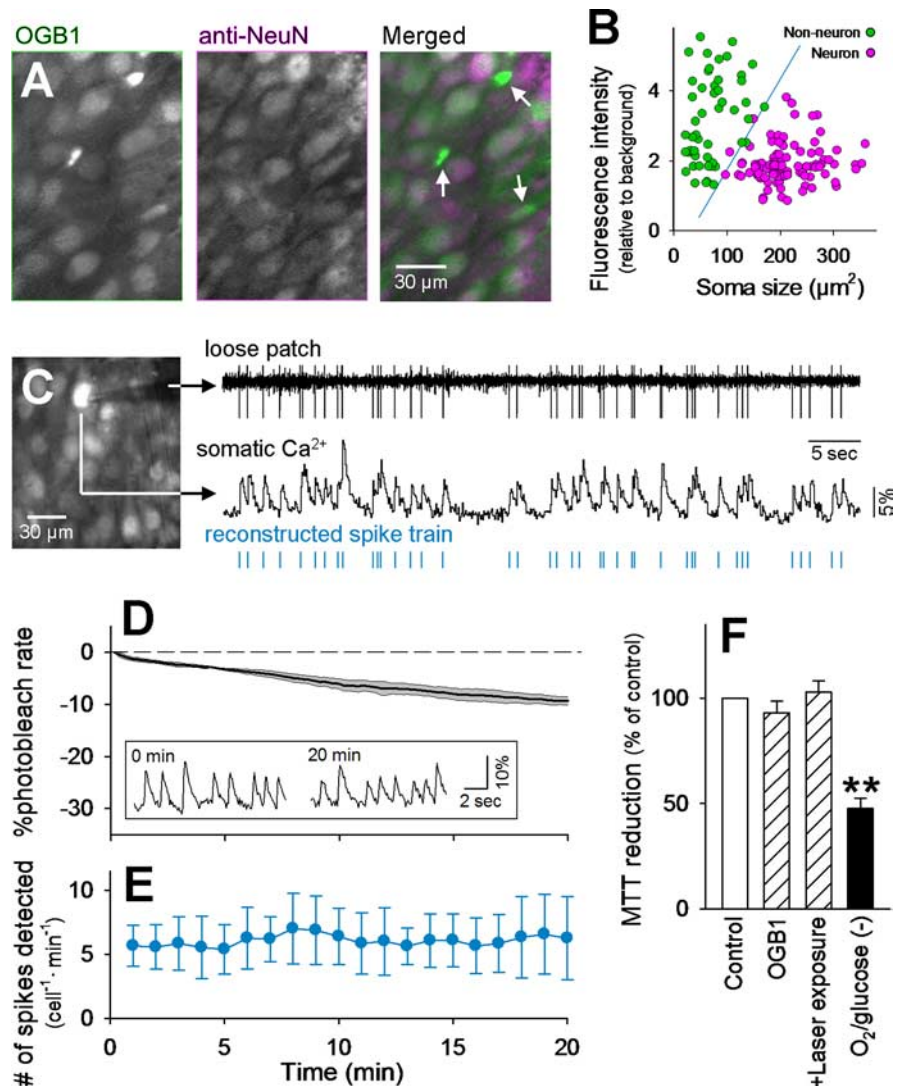 OGB1 anti-NeuN Merged
A
30 µm
B
Non-neuron
Neuron
Fluorescence intensity
(relative to background)
4
2
0
0 100 200 300
Soma size (µm²)
C
30 µm
loose patch
somatic Ca²⁺
5 sec
5%
reconstructed spike train
D
%photobleach rate
0
-10
-20
-30
0 min
20 min
2 sec
10%
E
# of spikes detected
(cell⁻¹· min⁻¹)
10
5
0
0 5 10 15 20
Time (min)
F
MTT reduction (% of control)
100
50
0
**
Control
OGB1
+Laser exposure
O₂/glucose (-)